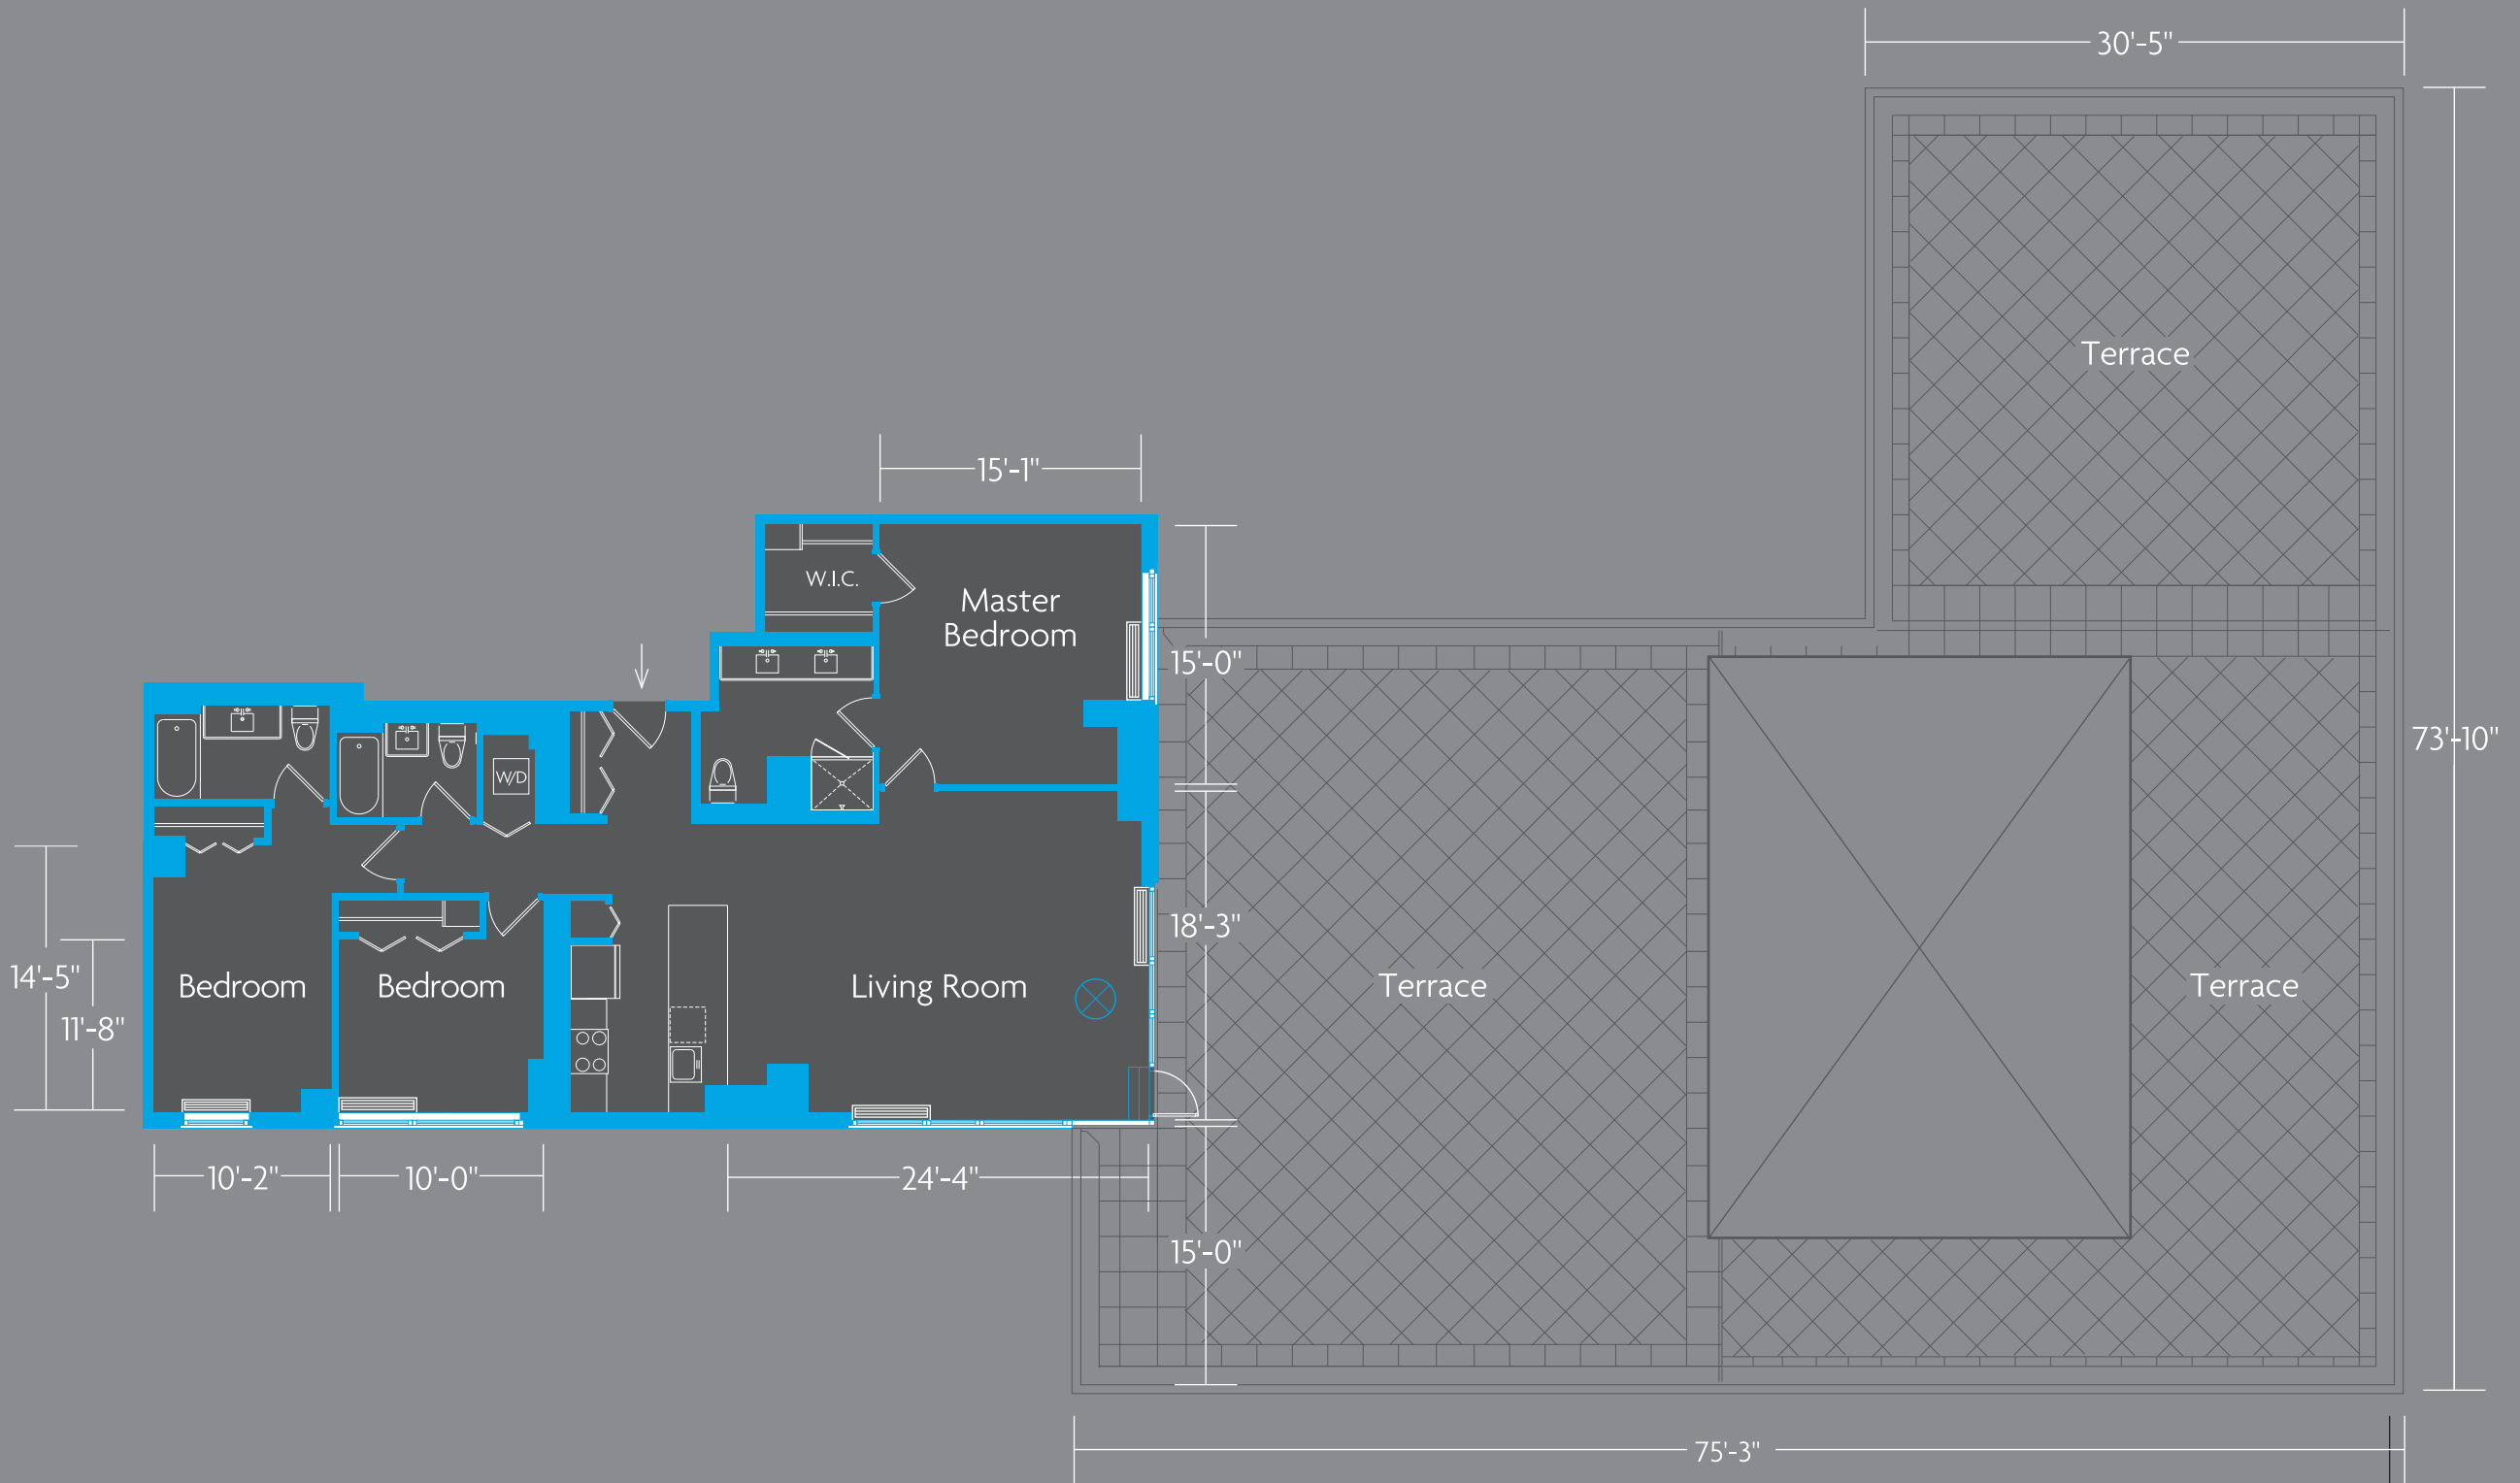 30'-5"
Terrace
15'-1"
W.I.C.
Master
Bedroom
15'-0"
73'-10"
W/D
18'-3"
14'-5"
Bedroom
Bedroom
Living Room
Terrace
Terrace
11'-8"
10'-2"
10'-0"
24'-4"
15'-0"
75'-3"